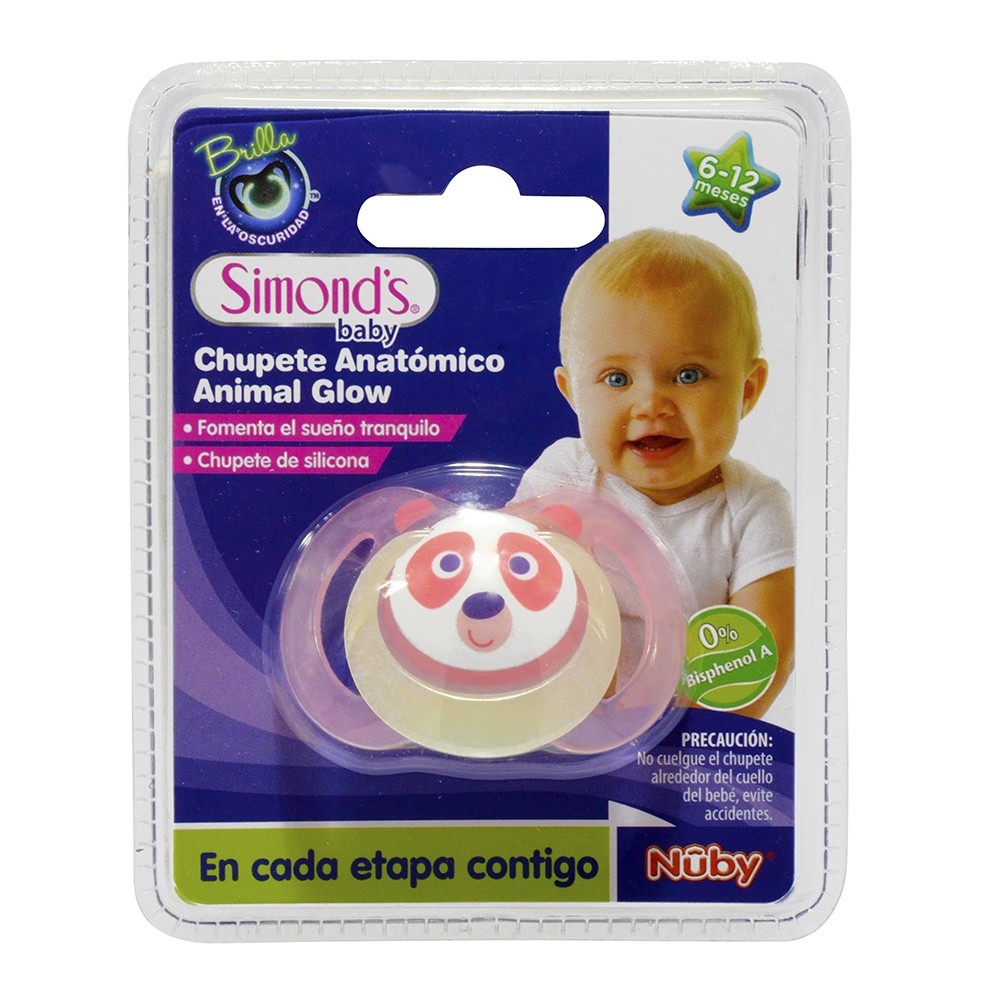 Brilla
EN LA OSCURIDAD™
6-12
meses
Simond's®
baby
Chupete Anatómico
Animal Glow
• Fomenta el sueño tranquilo
• Chupete de silicona
0%
Bisphenol A
PRECAUCIÓN:
No cuelgue el chupete
alrededor del cuello
del bebé, evite
accidentes.
En cada etapa contigo
Nûby®